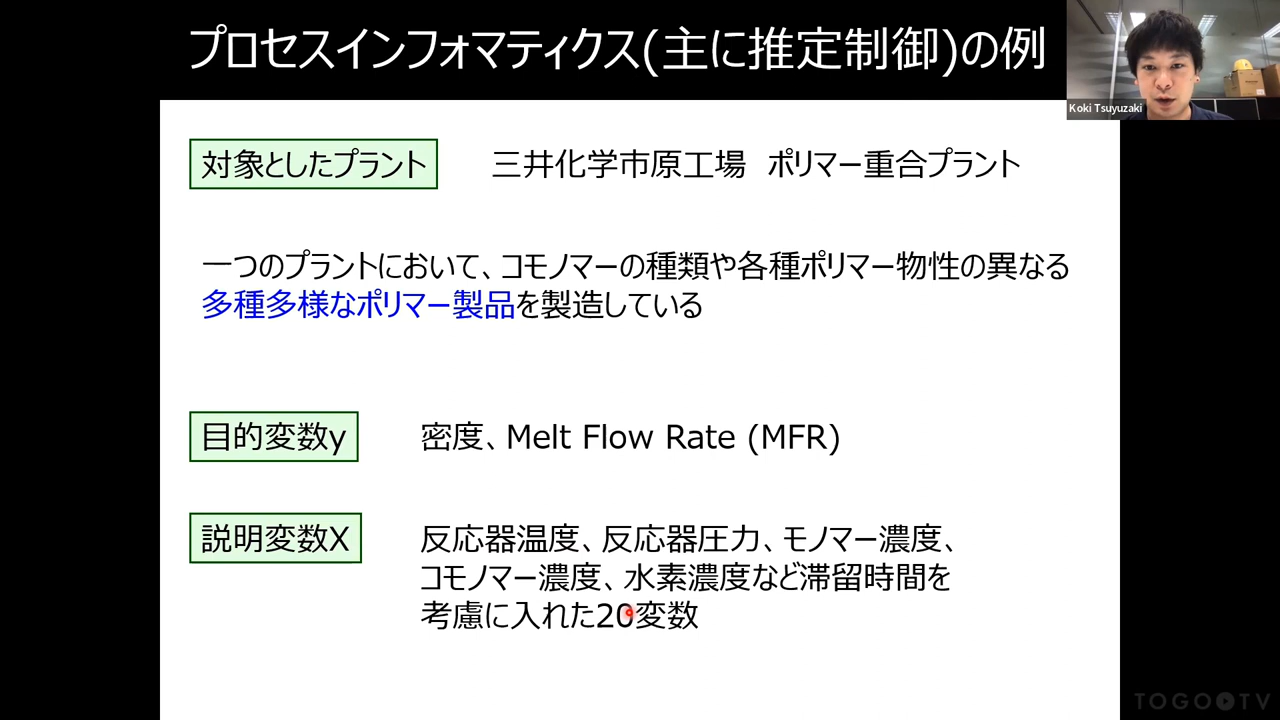 プロセスインフォマティクス(主に推定制御)の例
Koki Tsuyuzaki
対象としたプラント 三井化学市原工場 ポリマー重合プラント
一つのプラントにおいて、コモノマーの種類や各種ポリマー物性の異なる
多種多様なポリマー製品を製造している
目的変数y 密度、Melt Flow Rate (MFR)
説明変数X 反応器温度、反応器圧力、モノマー濃度、
コモノマー濃度、水素濃度など滞留時間を
考慮に入れた20変数
TOGO TV